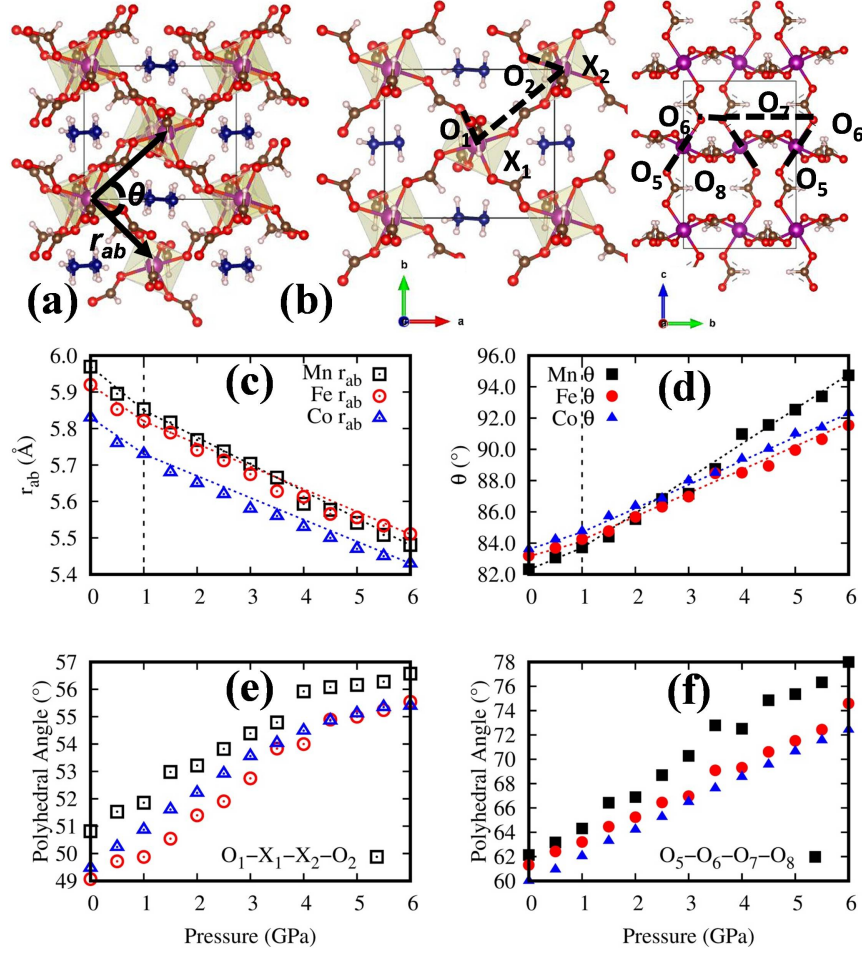 θ
r_ab
(a)
O₂
X₂
O₁
X₁
(b)
b
a
O₇
O₆
O₆
O₅
O₈
O₅
c
a
b
(c)
Mn r_ab
Fe r_ab
Co r_ab
r_ab (Å)
6.0
5.9
5.8
5.7
5.6
5.5
5.4
0 1 2 3 4 5 6
(d)
Mn θ
Fe θ
Co θ
θ (°)
96.0
94.0
92.0
90.0
88.0
86.0
84.0
82.0
0 1 2 3 4 5 6
(e)
Polyhedral Angle (°)
57
56
55
54
53
52
51
50
49
O₁−X₁−X₂−O₂
0 1 2 3 4 5 6
Pressure (GPa)
(f)
Polyhedral Angle (°)
78
76
74
72
70
68
66
64
62
60
O₅−O₆−O₇−O₈
0 1 2 3 4 5 6
Pressure (GPa)